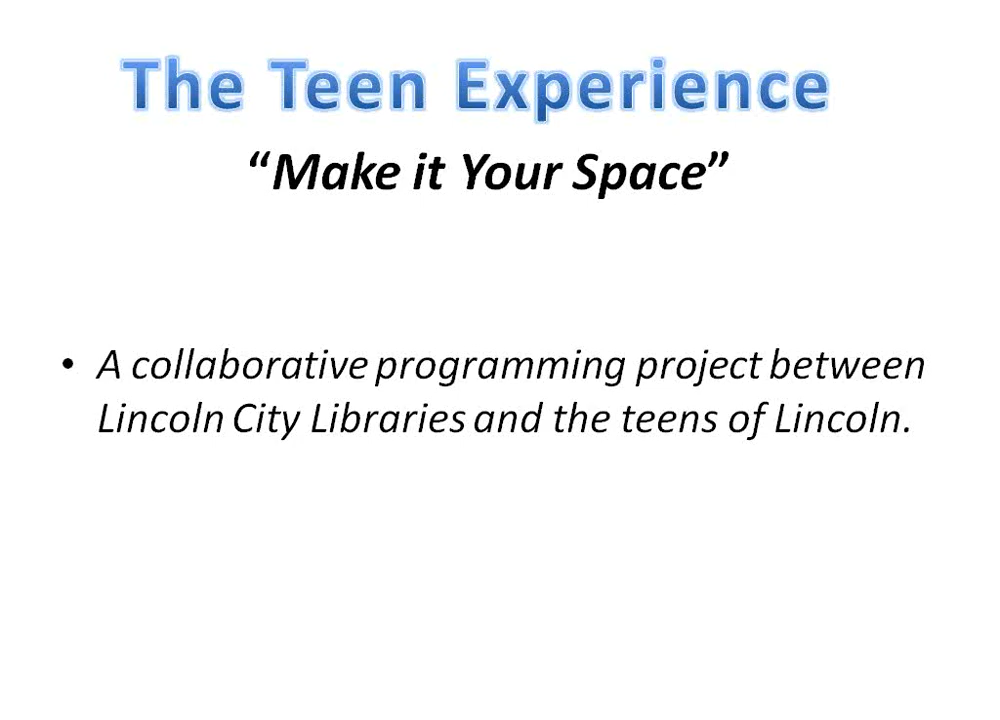 The Teen Experience
“Make it Your Space”
• A collaborative programming project between
Lincoln City Libraries and the teens of Lincoln.